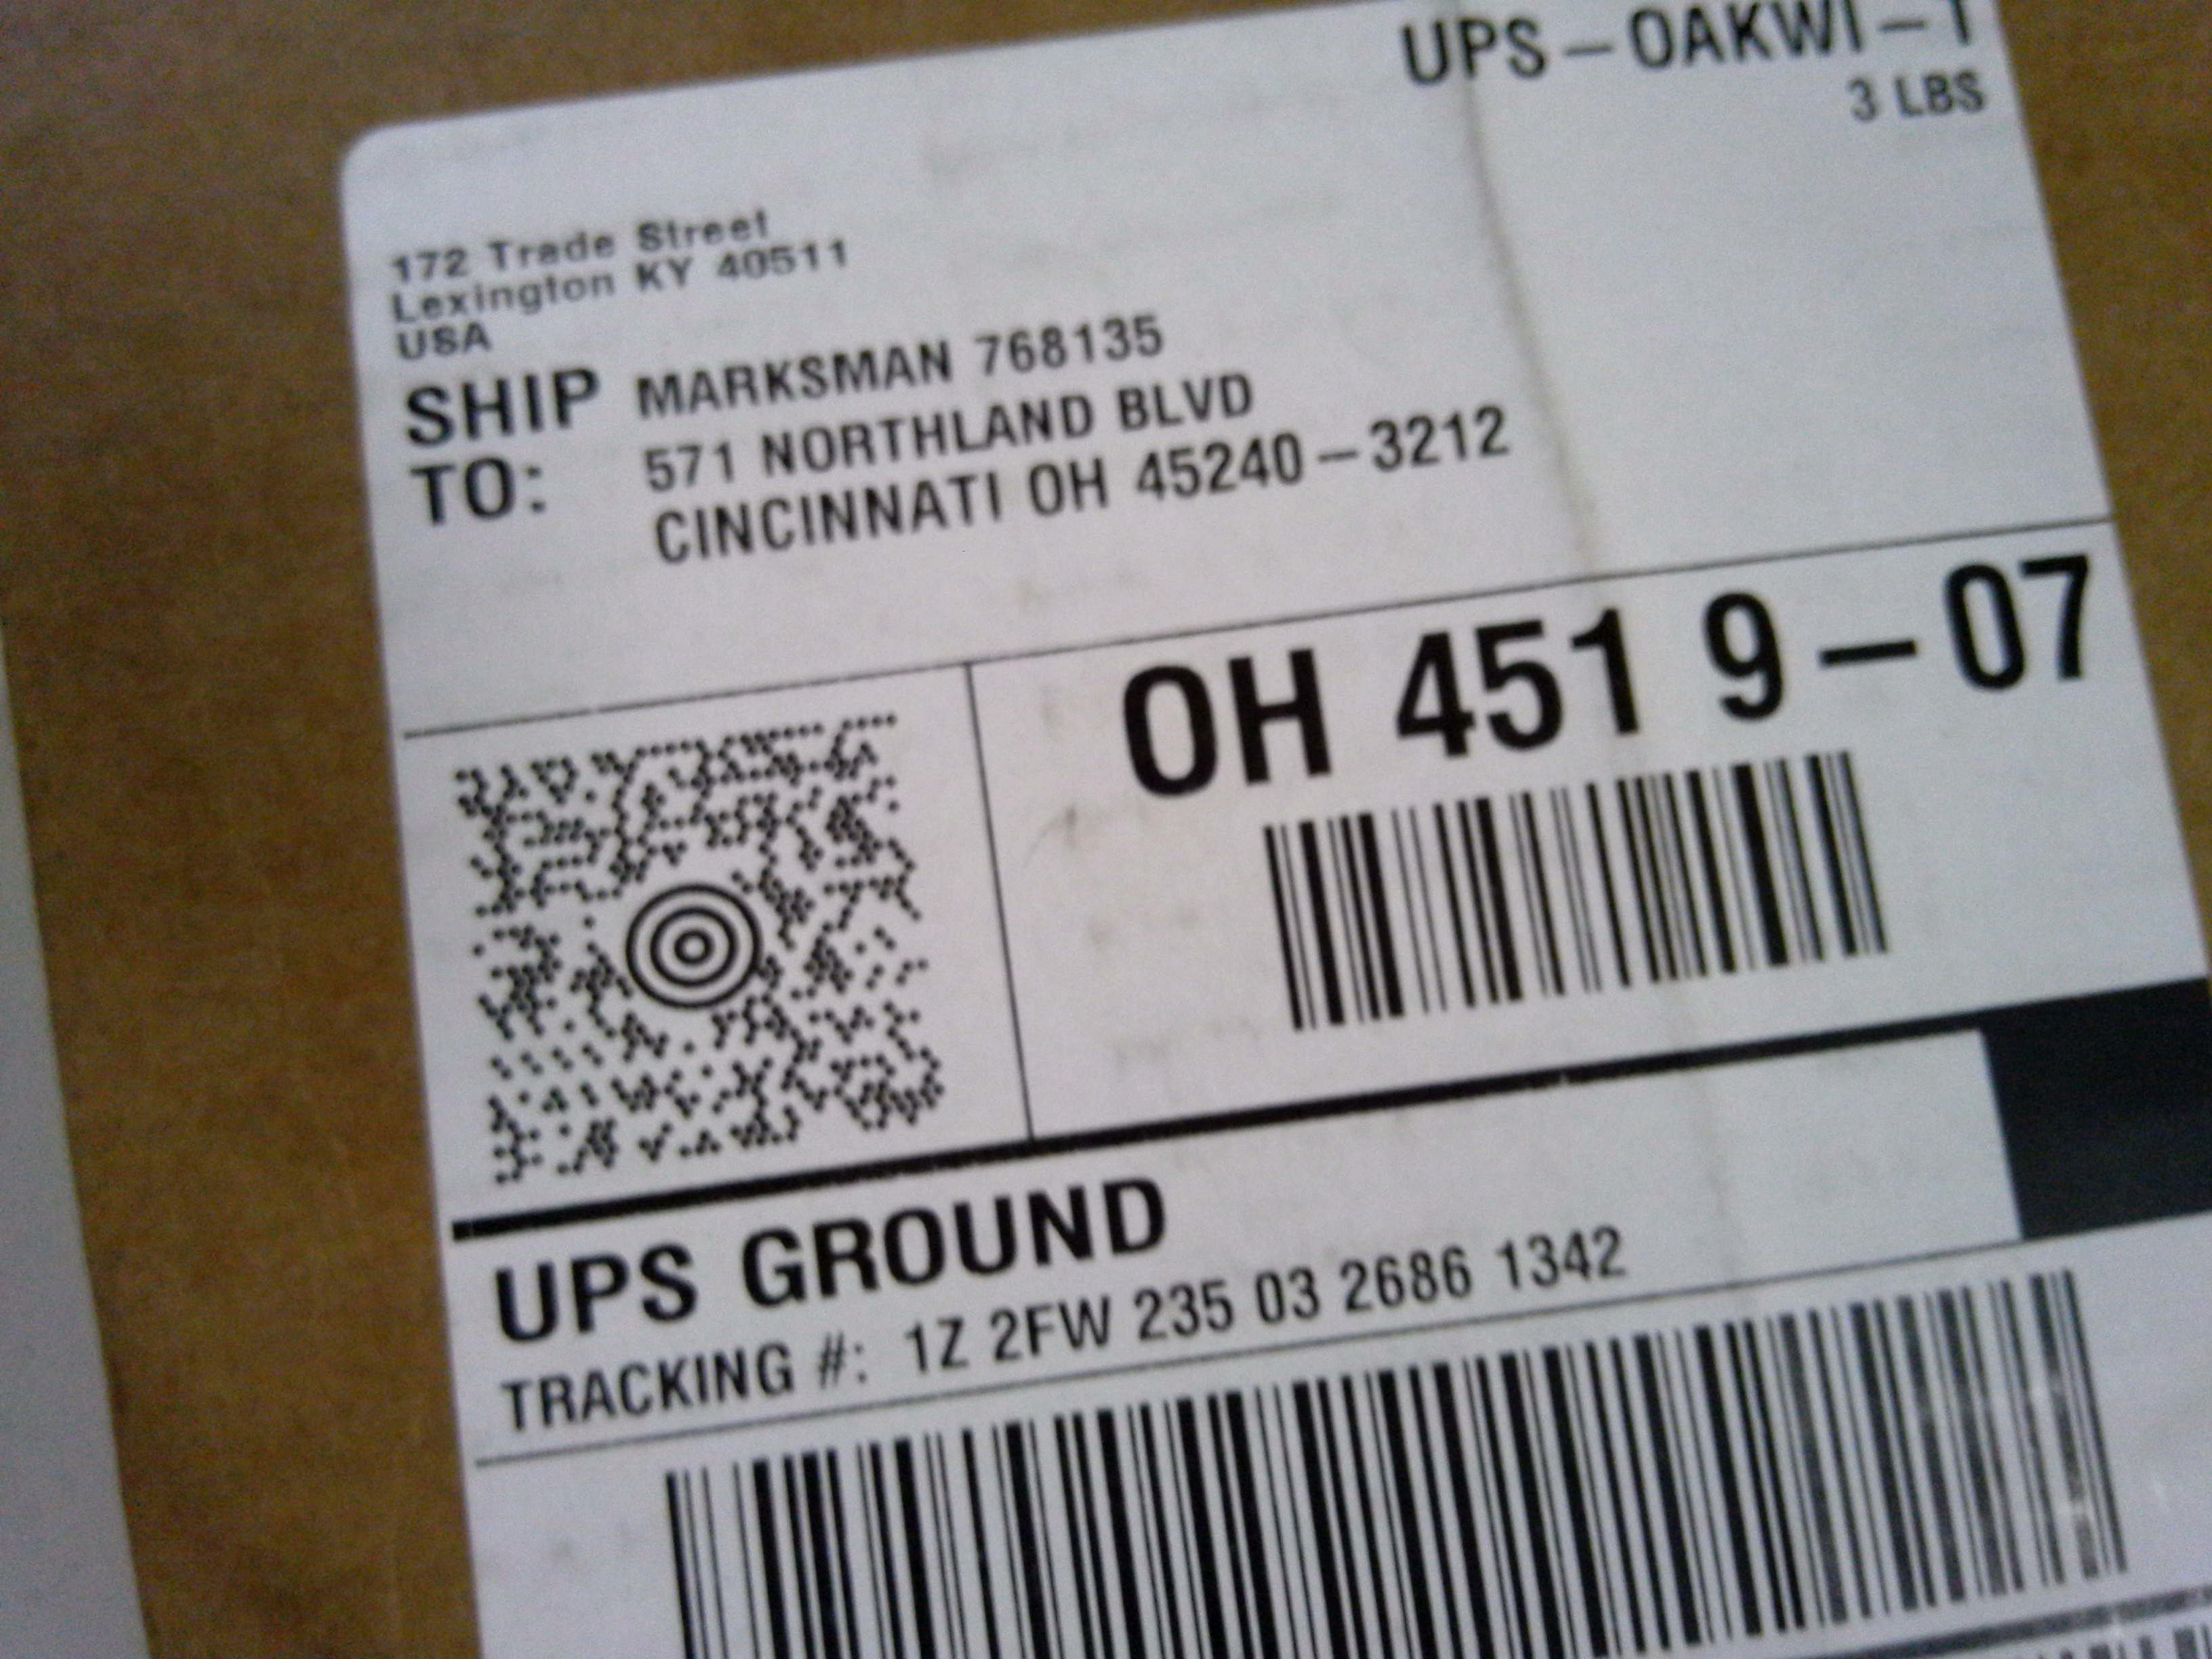 UPS-OAKWI-1
3 LBS
172 Trade Street
Lexington KY 40511
USA
SHIP TO:
MARKSMAN 768135
571 NORTHLAND BLVD
CINCINNATI OH 45240-3212
OH 451 9-07
UPS GROUND
TRACKING #: 1Z 2FW 235 03 2686 1342